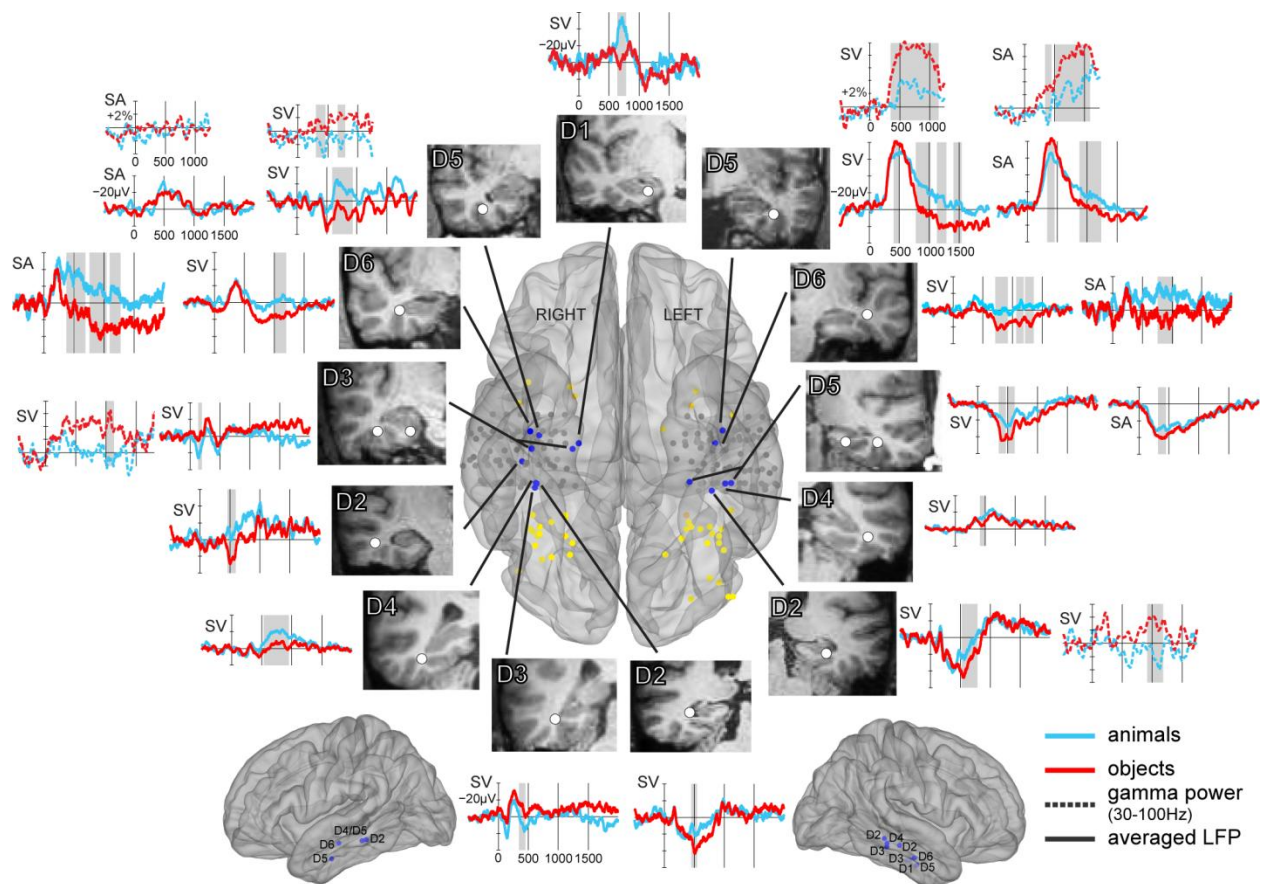 SV
−20µV
0 500 1000 1500
SV
+2%
0 500 1000
SA
SA
+2%
0 500 1000
SV
D1
D5
D5
SA
−20µV
0 500 1000 1500
SV
SV
−20µV
0 500 1000 1500
SA
SA
SV
D6
D6
SV
SA
RIGHT
LEFT
D3
D5
SV
SV
SV
SA
D2
D4
SV
SV
SV
D4
D2
SV
SV
SV
D3
D2
animals
objects
gamma power
(30-100Hz)
averaged LFP
SV
−20µV
0 500 1000 1500
SV
D4/D5
D6
D2
D5
D2
D4
D3
D2
D3
D6
D1
D5